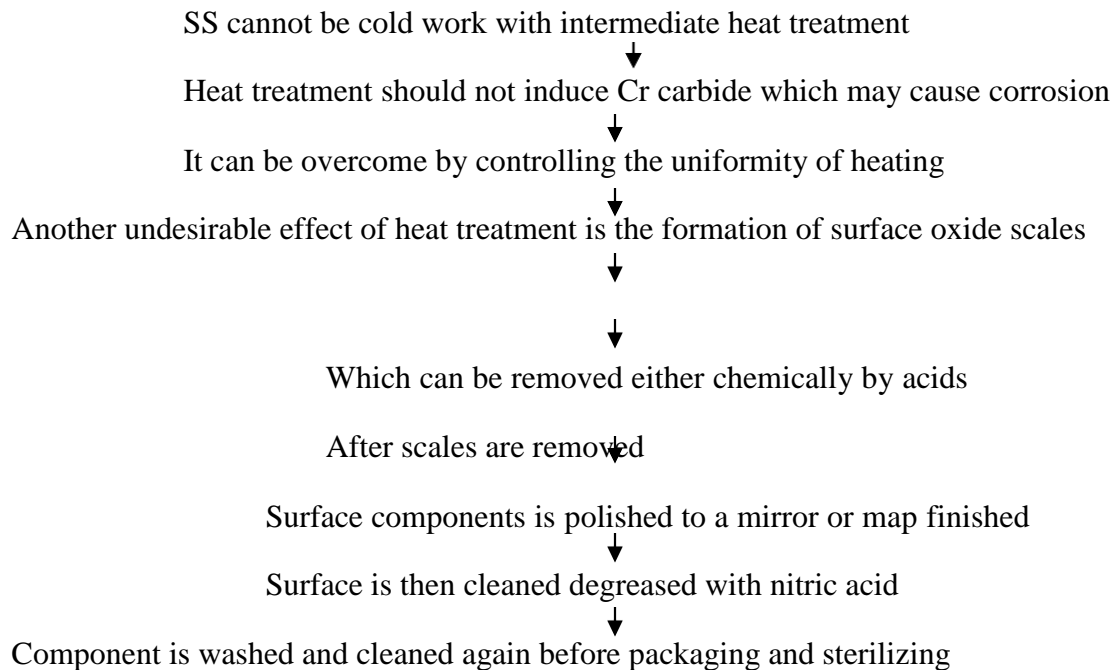 SS cannot be cold work with intermediate heat treatment
Heat treatment should not induce Cr carbide which may cause corrosion
It can be overcome by controlling the uniformity of heating
Another undesirable effect of heat treatment is the formation of surface oxide scales
Which can be removed either chemically by acids
After scales are removed
Surface components is polished to a mirror or map finished
Surface is then cleaned degreased with nitric acid
Component is washed and cleaned again before packaging and sterilizing